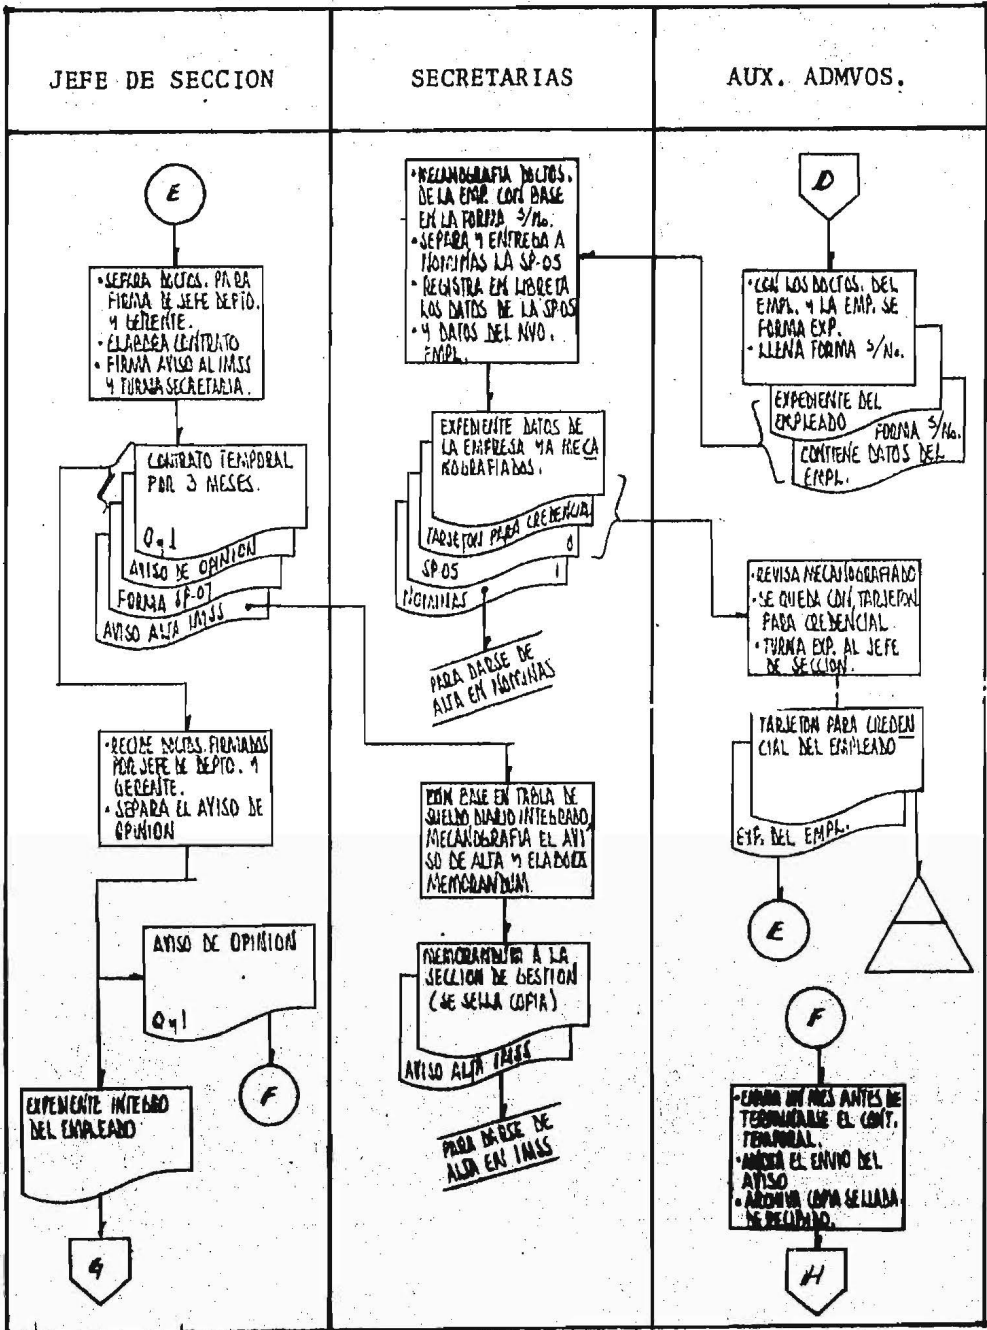 JEFE DE SECCION
SECRETARIAS
AUX. ADMVOS.
E
• SEPARA DOCTOS. PARA
FIRMA DE JEFE DEPTO.
Y GERENTE.
• ELABORA CONTRATO
• FIRMA AVISO AL IMSS
Y TURNA SECRETARIA.
CONTRATO TEMPORAL
POR 3 MESES.
0 y 1
AVISO DE OPINION
FORMA SP-07
AVISO ALTA IMSS
• RECIBE DOCTOS. FIRMADOS
POR JEFE DE DEPTO. Y
GERENTE.
• SEPARA EL AVISO DE
OPINION
AVISO DE OPINION
0 y 1
F
EXPEDIENTE INTEGRO
DEL EMPLEADO
G
• MECANOGRAFIA DOCTOS.
DE LA EMP. CON BASE
EN LA FORMA S/No.
• SEPARA Y ENTREGA A
NOMINAS LA SP-05
• REGISTRA EN LIBRETA
LOS DATOS DE LA SP-05
• Y DATOS DEL NVO.
EMPL.
EXPEDIENTE DATOS DE
LA EMPRESA YA MECA
NOGRAFIADOS.
TARJETON PARA CREDENCIAL
0
SP-05
1
NOMINAS
PARA DARSE DE
ALTA EN NOMINAS
CON BASE EN TABLA DE
SUELDO DIARIO INTEGRADO,
MECANOGRAFIA EL AVI
SO DE ALTA Y ELABORA
MEMORANDUM.
MEMORANDUM A LA
SECCION DE GESTION
(SE SELLA COPIA)
AVISO ALTA IMSS
PARA DARSE DE
ALTA EN IMSS
D
• CON LOS DOCTOS. DEL
EMPL. Y LA EMP. SE
FORMA EXP.
• LLENA FORMA S/No.
EXPEDIENTE DEL
EMPLEADO
FORMA S/No.
CONTIENE DATOS DEL
EMPL.
• REVISA MECANOGRAFIADO
• SE QUEDA CON TARJETON
PARA CREDENCIAL.
• TURNA EXP. AL JEFE
DE SECCION.
TARJETON PARA CREDEN
CIAL DEL EMPLEADO
EXP. DEL EMPL.
E
F
• ENVIA UN MES ANTES DE
TERMINARSE EL CONT.
TEMPORAL.
• ANOTA EL ENVIO DEL
AVISO
• ARCHIVA COPIA SELLADA
DE RECIBIDO.
H